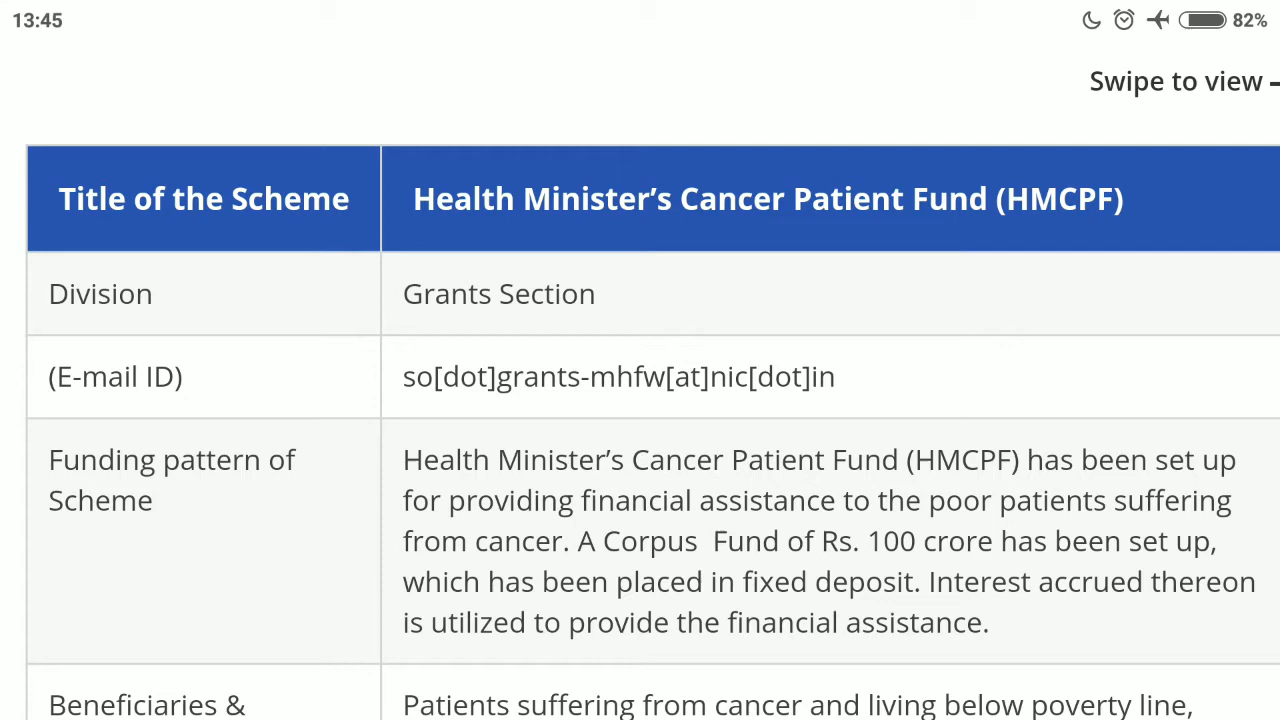 13:45
82%
Swipe to view –
Title of the Scheme
Health Minister’s Cancer Patient Fund (HMCPF)
Division
Grants Section
(E-mail ID)
so[dot]grants-mhfw[at]nic[dot]in
Funding pattern of
Scheme
Health Minister’s Cancer Patient Fund (HMCPF) has been set up
for providing financial assistance to the poor patients suffering
from cancer. A Corpus  Fund of Rs. 100 crore has been set up,
which has been placed in fixed deposit. Interest accrued thereon
is utilized to provide the financial assistance.
Beneficiaries &
Patients suffering from cancer and living below poverty line,